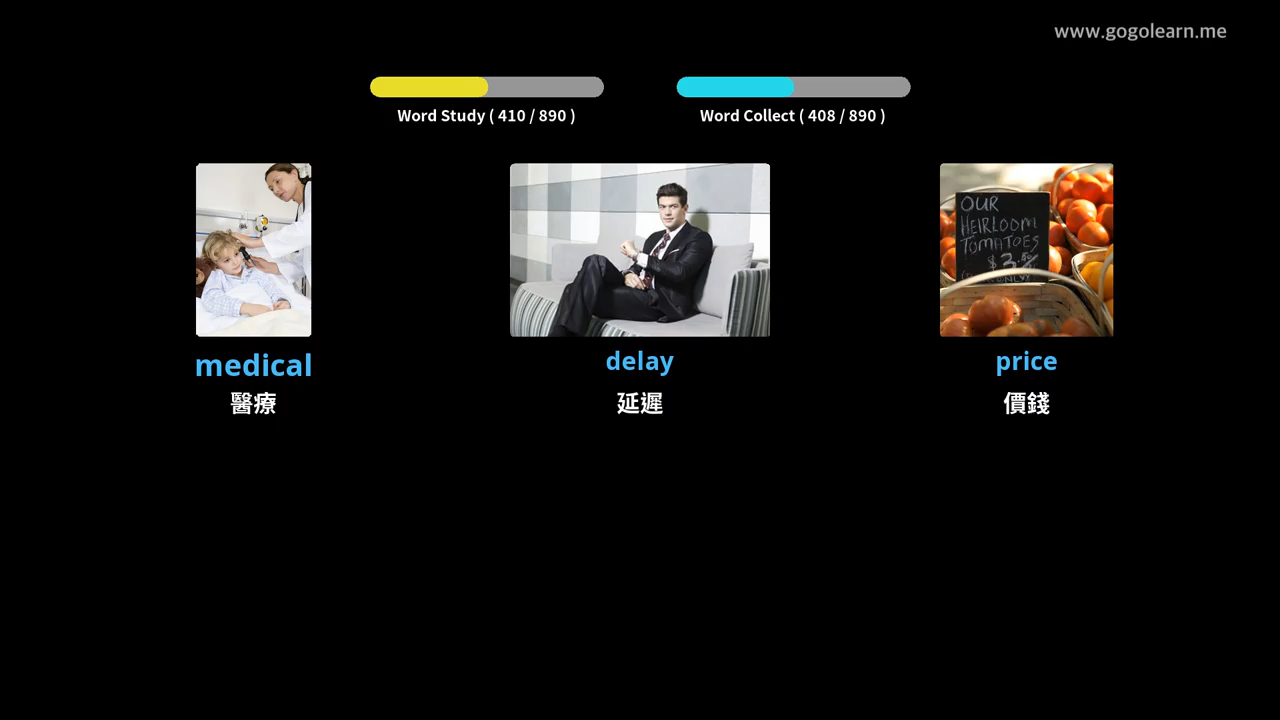 www.gogolearn.me
Word Study ( 410 / 890 )
Word Collect ( 408 / 890 )
OUR
HEIRLOOM
TOMATOES
$3.
medical
delay
price
醫療
延遲
價錢